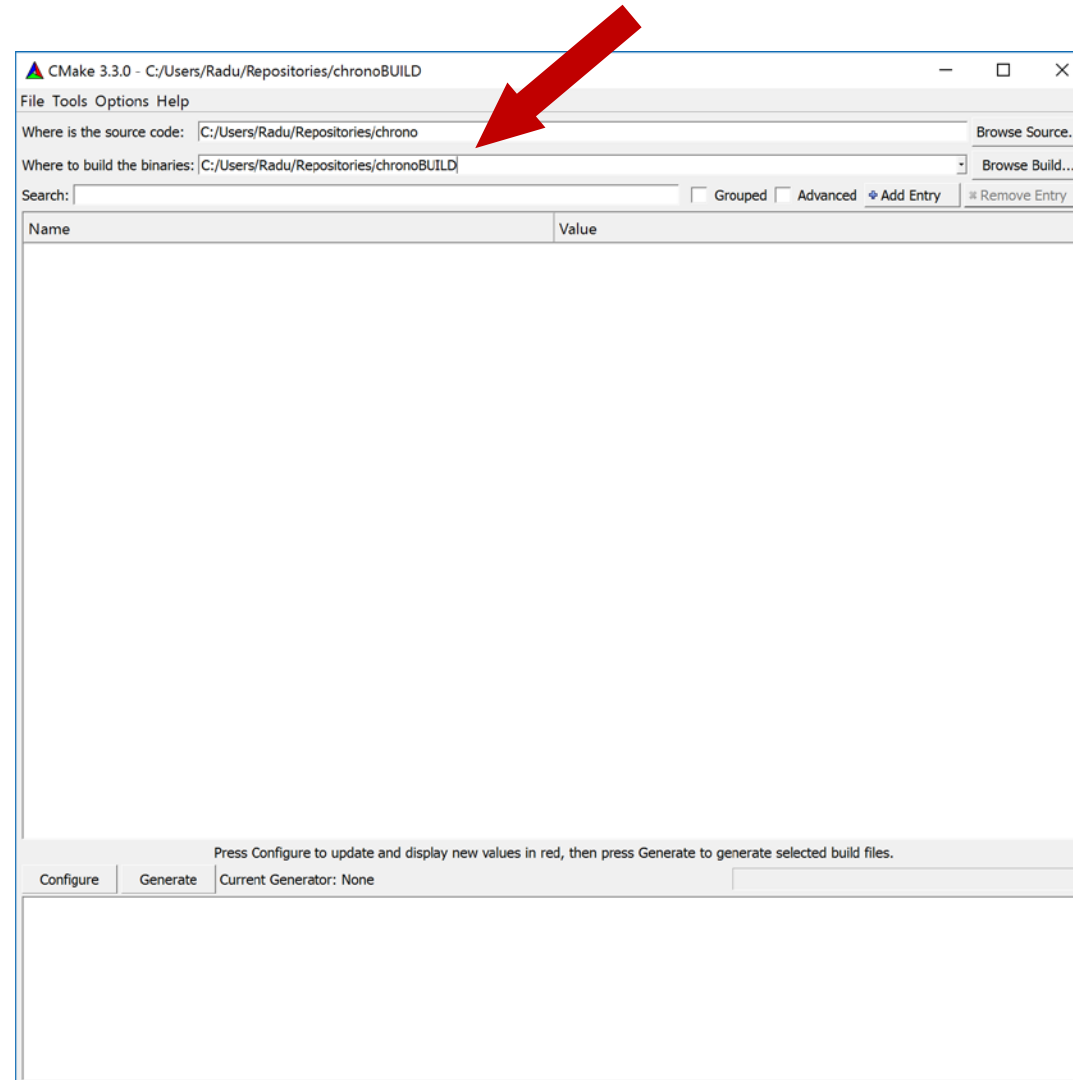 CMake 3.3.0 - C:/Users/Radu/Repositories/chronoBUILD
File Tools Options Help
Where is the source code: C:/Users/Radu/Repositories/chrono Browse Source.
Where to build the binaries: C:/Users/Radu/Repositories/chronoBUILD Browse Build...
Search: Grouped Advanced Add Entry Remove Entry
Name Value
Press Configure to update and display new values in red, then press Generate to generate selected build files.
Configure Generate Current Generator: None